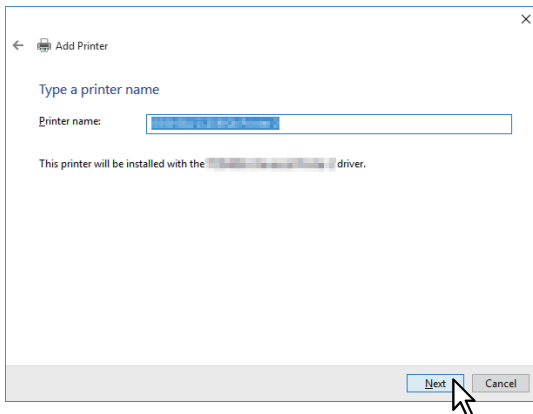 Add Printer
Type a printer name
Printer name:
This printer will be installed with the driver.
Next Cancel